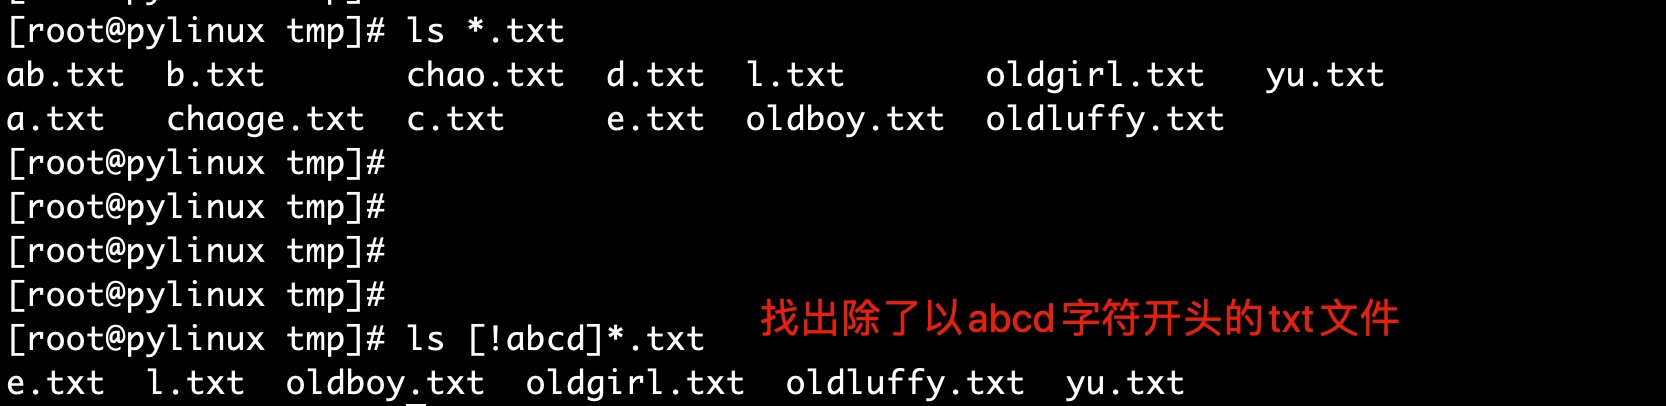 [root@pylinux tmp]# ls *.txt
ab.txt  b.txt       chao.txt  d.txt  l.txt       oldgirl.txt   yu.txt
a.txt   chaoge.txt  c.txt     e.txt  oldboy.txt  oldluffy.txt
[root@pylinux tmp]#
[root@pylinux tmp]#
[root@pylinux tmp]#
[root@pylinux tmp]#
[root@pylinux tmp]# ls [!abcd]*.txt 找出除了以abcd字符开头的txt文件
e.txt  l.txt  oldboy.txt  oldgirl.txt  oldluffy.txt  yu.txt